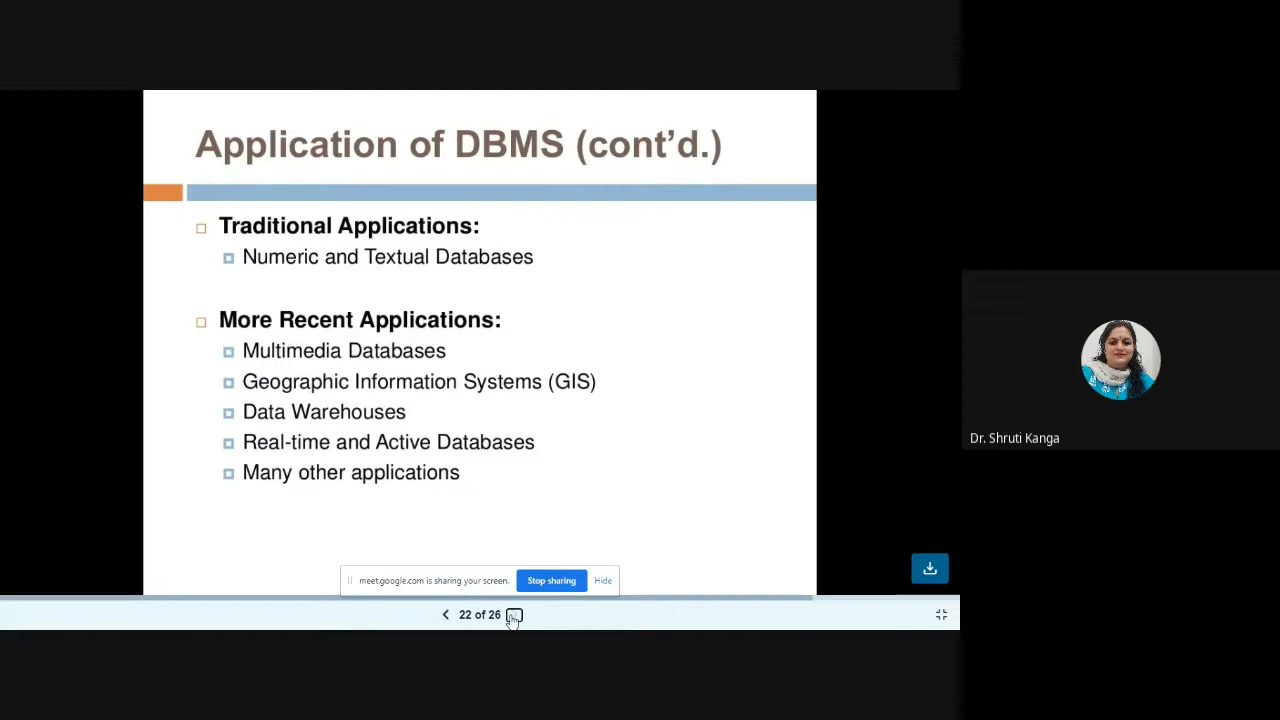 Application of DBMS (cont’d.)
Traditional Applications:
Numeric and Textual Databases
More Recent Applications:
Multimedia Databases
Geographic Information Systems (GIS)
Data Warehouses
Real-time and Active Databases
Many other applications
meet.google.com is sharing your screen. Stop sharing Hide
22 of 26
Dr. Shruti Kanga